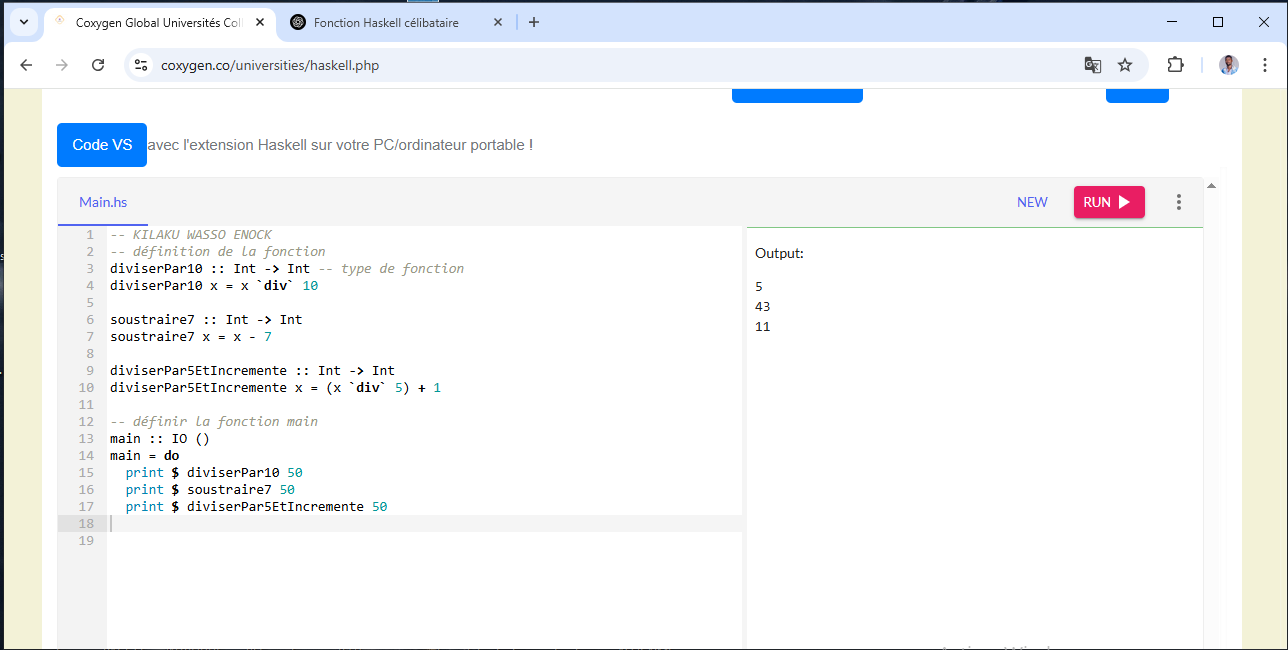 Coxygen Global Universités Col
Fonction Haskell célibataire
coxygen.co/universities/haskell.php
Code VS avec l'extension Haskell sur votre PC/ordinateur portable !
Main.hs
NEW
RUN
1 -- KILAKU WASSO ENOCK
2 -- définition de la fonction
3 diviserPar10 :: Int -> Int -- type de fonction
4 diviserPar10 x = x `div` 10
5
6 soustraire7 :: Int -> Int
7 soustraire7 x = x - 7
8
9 diviserPar5EtIncremente :: Int -> Int
10 diviserPar5EtIncremente x = (x `div` 5) + 1
11
12 -- définir la fonction main
13 main :: IO ()
14 main = do
15 print $ diviserPar10 50
16 print $ soustraire7 50
17 print $ diviserPar5EtIncremente 50
18
19
Output:
5
43
11